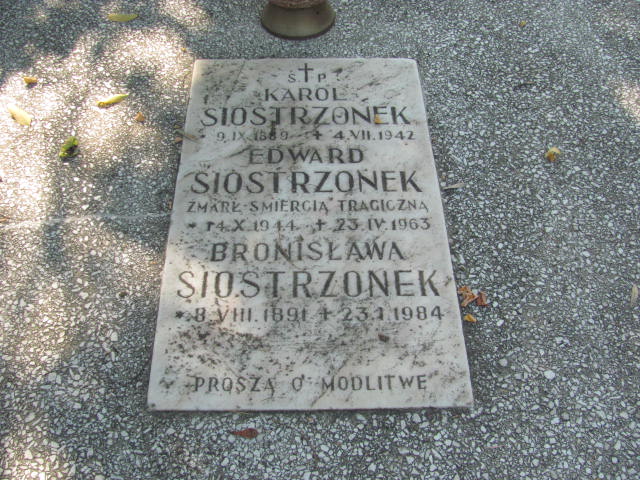 Ś † P
KAROL
SIOSTRZONEK
* 9.IX.1889 + 4.VII.1942
EDWARD
SIOSTRZONEK
ZMARŁ ŚMIERCIĄ TRAGICZNĄ
* 14.X.1944. + 23.IV.1963
BRONISŁAWA
SIOSTRZONEK
* 8.VIII.1891 + 23.I.1984
PROSZĄ O MODLITWĘ